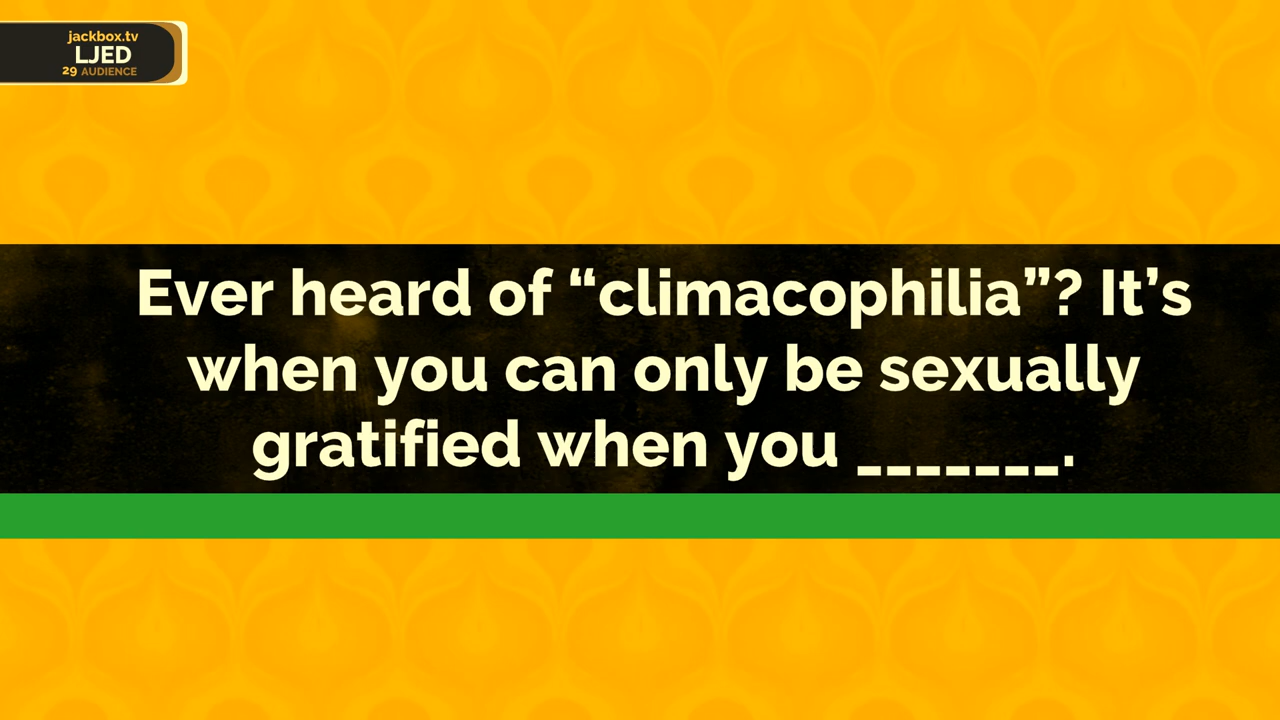 jackbox.tv
LJED
29 AUDIENCE
Ever heard of “climacophilia”? It’s
when you can only be sexually
gratified when you _______.